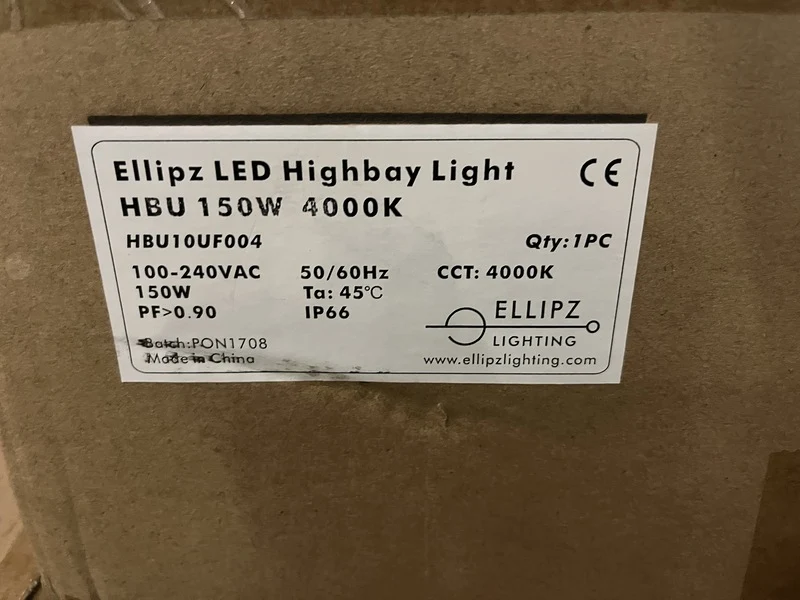 Ellipz LED Highbay Light CE
HBU 150W 4000K
HBU10UF004 Qty:1PC
100-240VAC 50/60Hz CCT: 4000K
150W Ta: 45℃
PF>0.90 IP66
ELLIPZ
LIGHTING
Batch:PON1708
Made in China
www.ellipzlighting.com